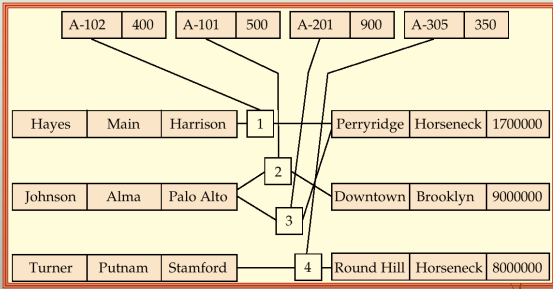 A-102 400 A-101 500 A-201 900 A-305 350
Hayes Main Harrison 1 Perryridge Horseneck 1700000
2
Johnson Alma Palo Alto Downtown Brooklyn 9000000
3
Turner Putnam Stamford 4 Round Hill Horseneck 8000000